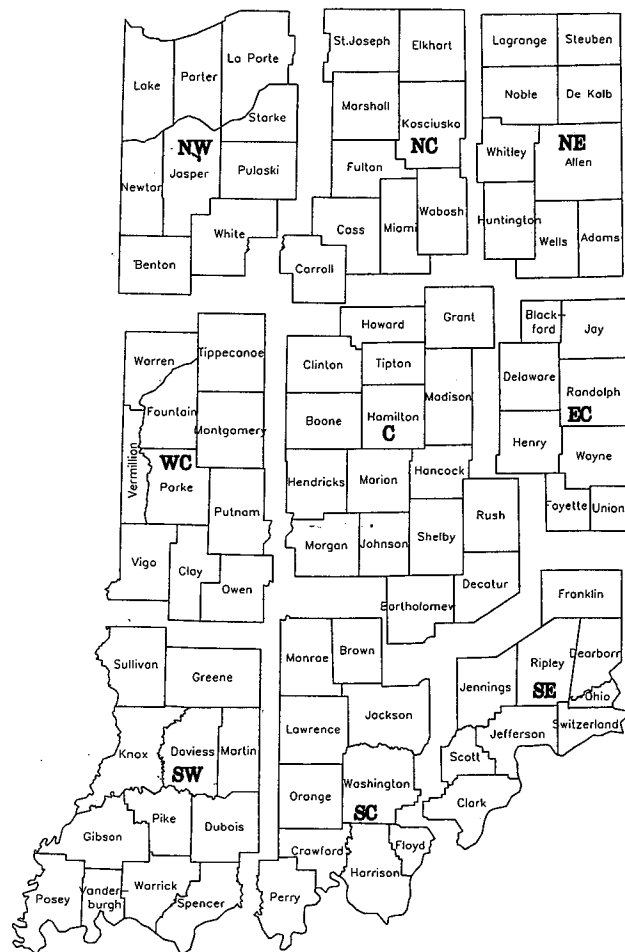 La Porte
Porter
Lake
Starke
NW
Jasper
Pulaski
Newton
White
Benton
St.Joseph
Elkhart
Marshall
Kosciusko
NC
Fulton
Wabash
Cass
Miami
Carroll
Lagrange
Steuben
Noble
De Kalb
NE
Whitley
Allen
Huntington
Wells
Adams
Warren
Tippecanoe
Fountain
Montgomery
Vermillion
WC
Parke
Putnam
Vigo
Clay
Owen
Howard
Grant
Clinton
Tipton
Madison
Boone
Hamilton
C
Hendricks
Marion
Hancock
Rush
Morgan
Johnson
Shelby
Decatur
Bartholomew
Black-
ford
Jay
Delaware
Randolph
EC
Henry
Wayne
Fayette
Union
Sullivan
Greene
Knox
Daviess
Martin
SW
Pike
Dubois
Gibson
Posey
Vander-
burgh
Warrick
Spencer
Monroe
Brown
Lawrence
Jackson
Orange
Washington
SC
Crawford
Floyd
Harrison
Perry
Franklin
Ripley
Dearborn
Jennings
SE
Ohio
Jefferson
Switzerland
Scott
Clark